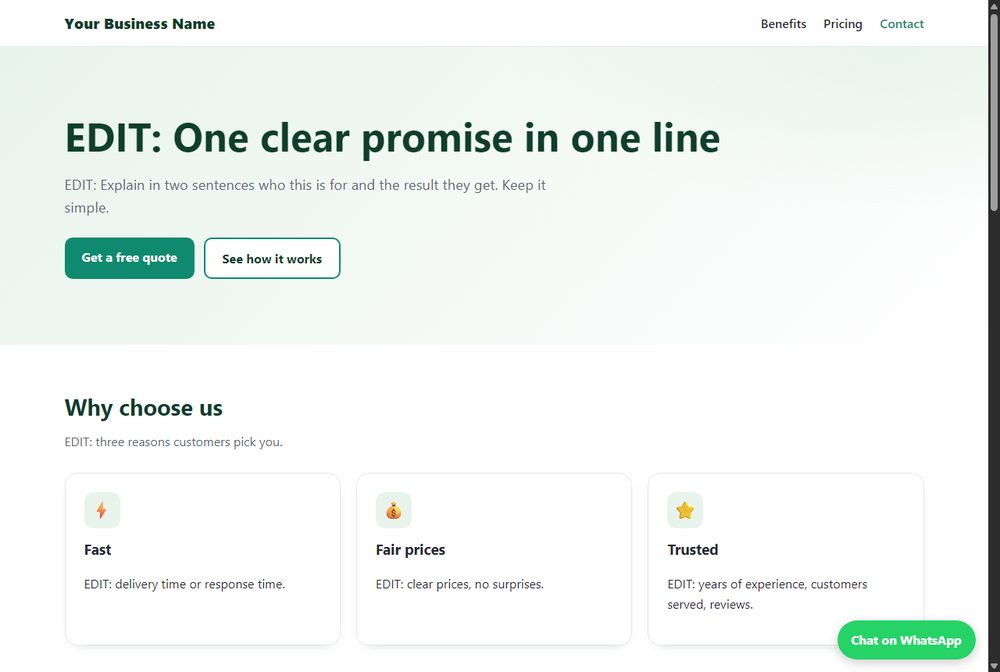 Your Business Name
Benefits Pricing Contact
EDIT: One clear promise in one line
EDIT: Explain in two sentences who this is for and the result they get. Keep it
simple.
Get a free quote
See how it works
Why choose us
EDIT: three reasons customers pick you.
Fast
EDIT: delivery time or response time.
Fair prices
EDIT: clear prices, no surprises.
Trusted
EDIT: years of experience, customers
served, reviews.
Chat on WhatsApp